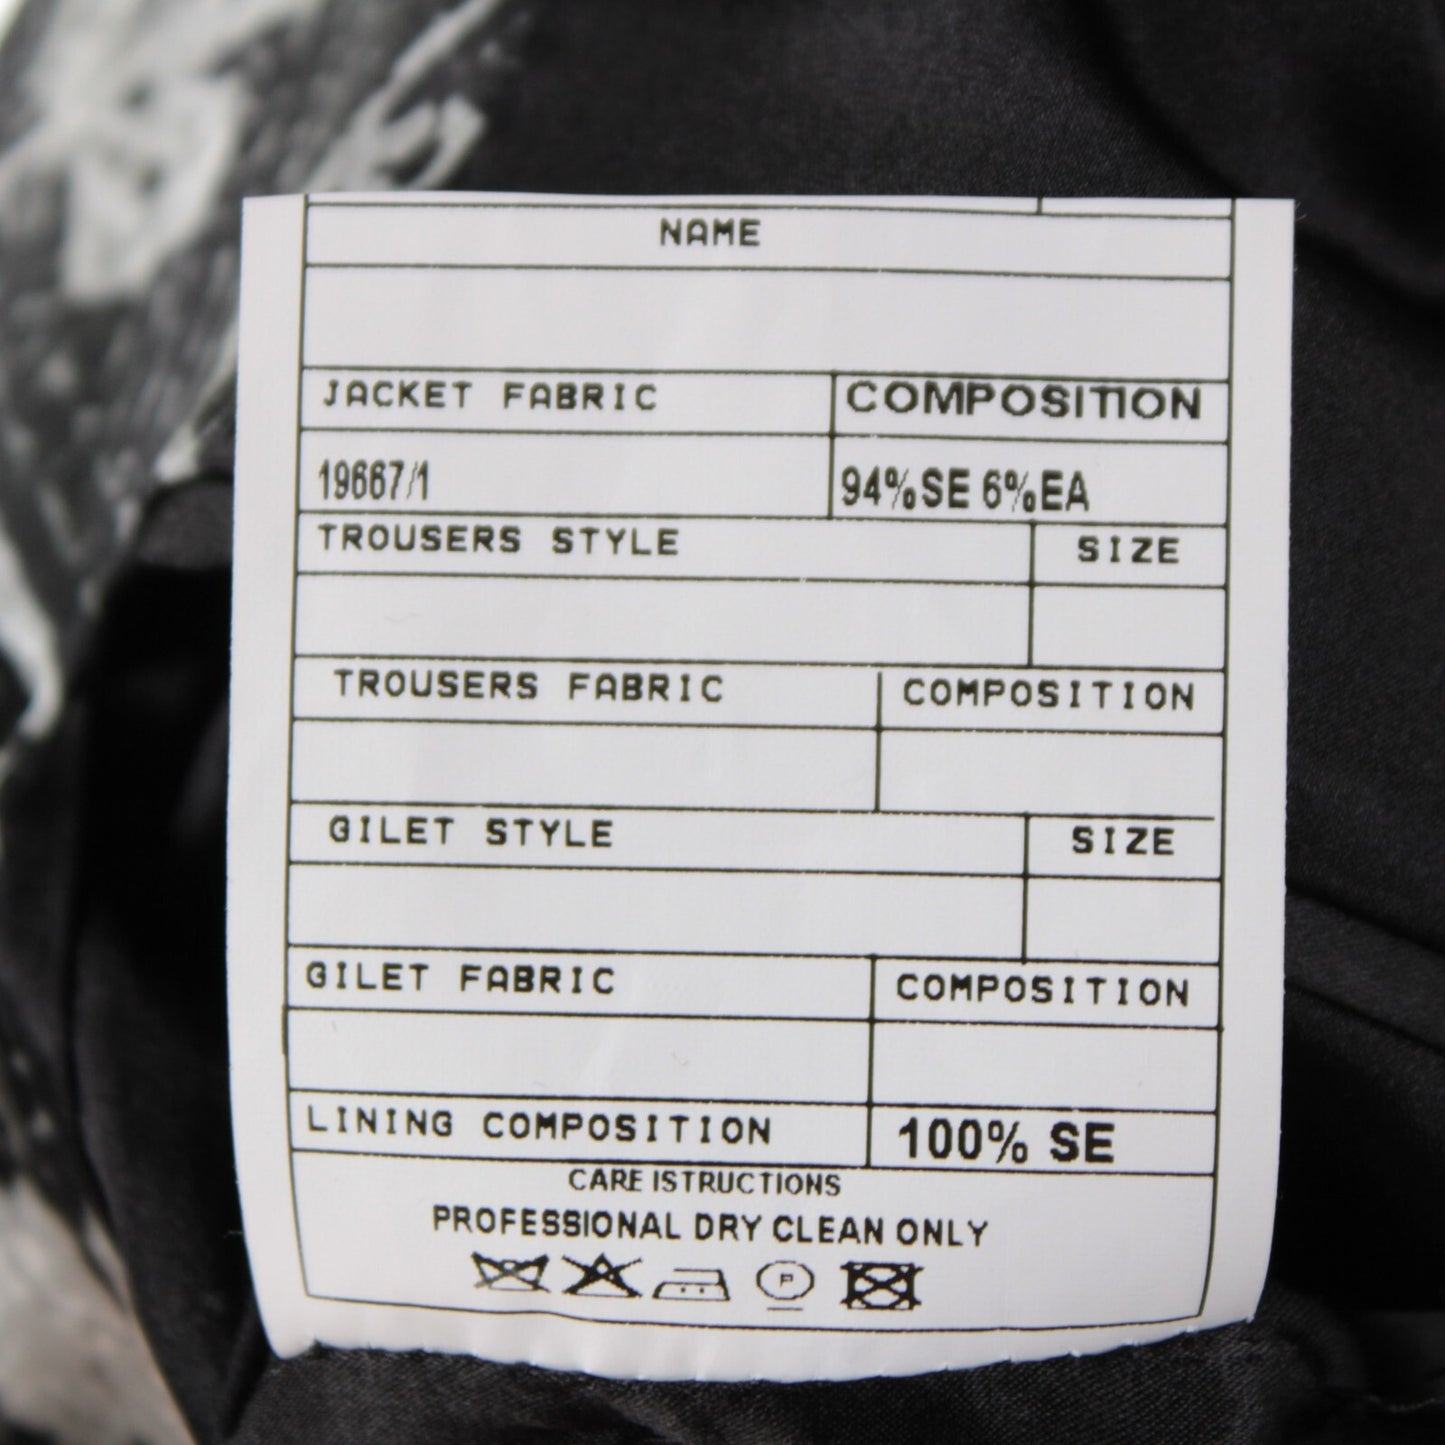 NAME
JACKET FABRIC COMPOSITION
19667/1 94% SE 6% EA
TROUSERS STYLE SIZE
TROUSERS FABRIC COMPOSITION
GILET STYLE SIZE
GILET FABRIC COMPOSITION
LINING COMPOSITION 100% SE
CARE ISTRUCTIONS
PROFESSIONAL DRY CLEAN ONLY
P